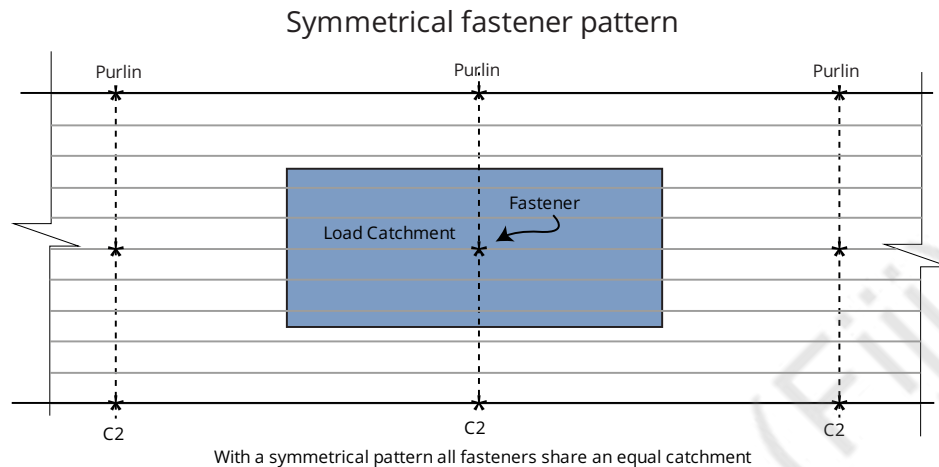 Symmetrical fastener pattern
Purlin
Purlin
Purlin
Fastener
Load Catchment
C2
C2
C2
With a symmetrical pattern all fasteners share an equal catchment
(Fiji